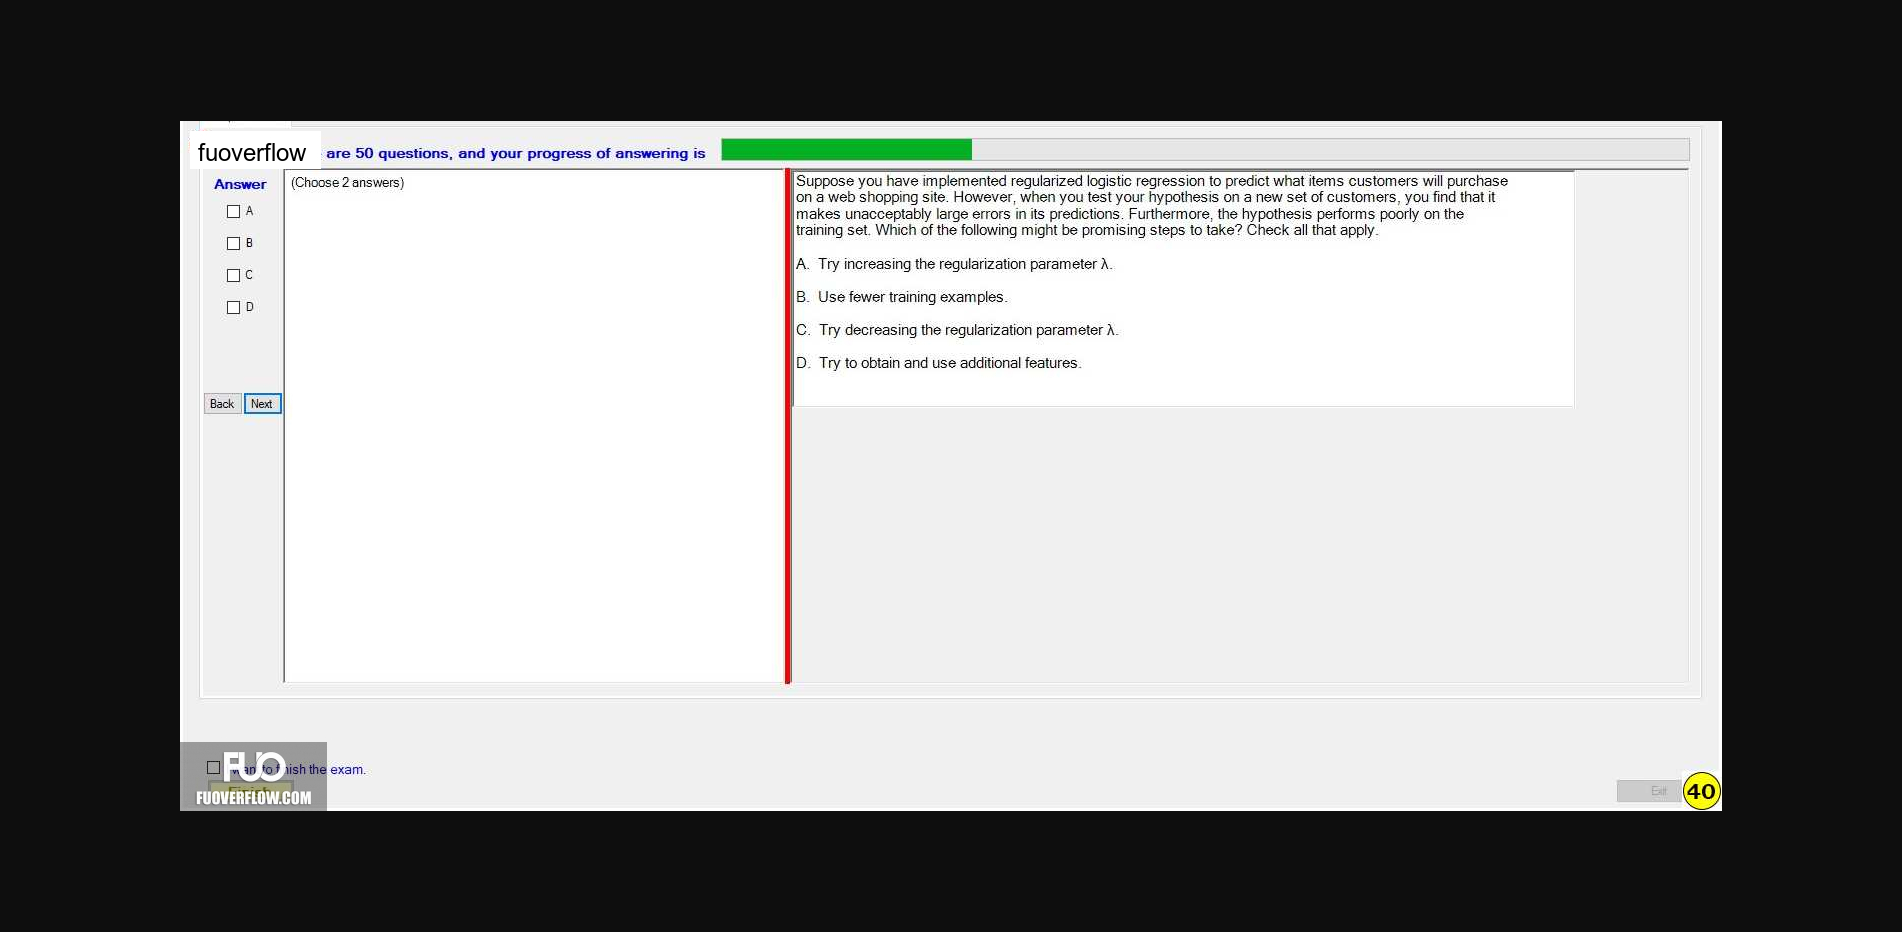 fuoverflow are 50 questions, and your progress of answering is
Answer
A
B
C
D
Back Next
(Choose 2 answers)
Suppose you have implemented regularized logistic regression to predict what items customers will purchase
on a web shopping site. However, when you test your hypothesis on a new set of customers, you find that it
makes unacceptably large errors in its predictions. Furthermore, the hypothesis performs poorly on the
training set. Which of the following might be promising steps to take? Check all that apply.
A. Try increasing the regularization parameter λ.
B. Use fewer training examples.
C. Try decreasing the regularization parameter λ.
D. Try to obtain and use additional features.
FUO
want to finish the exam.
Finish
FUOVERFLOW.COM
Exit
40